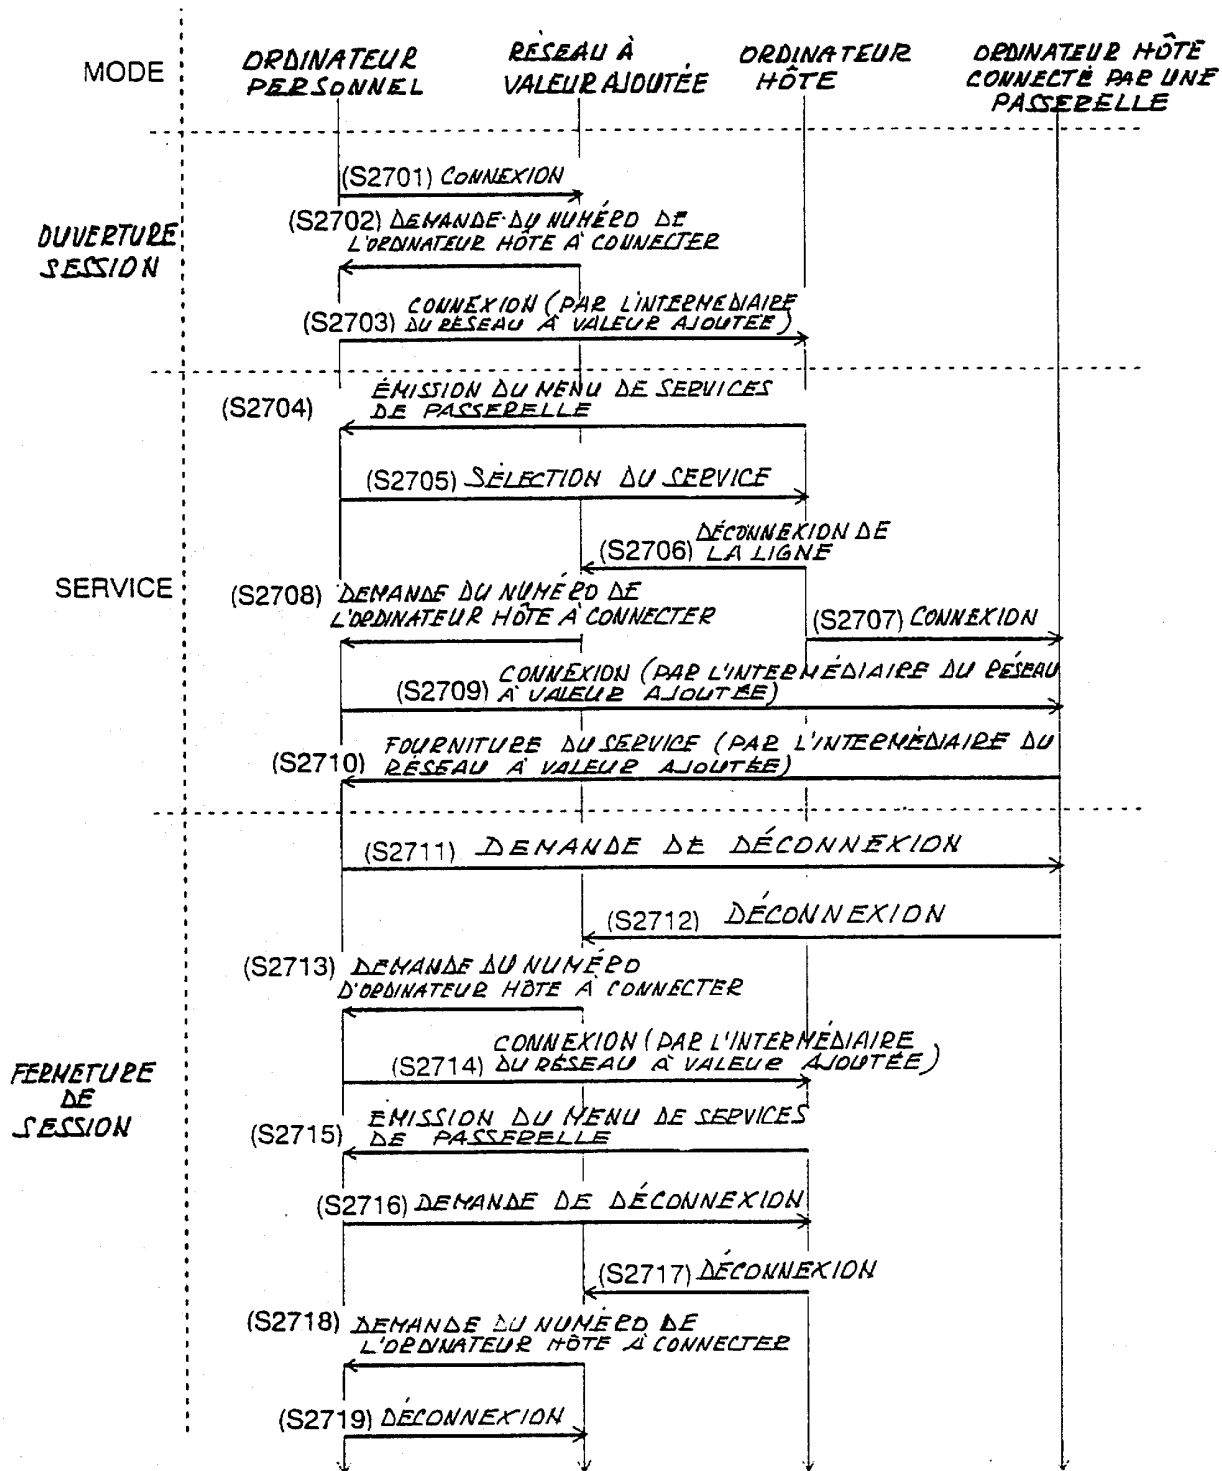 MODE
ORDINATEUR
PERSONNEL
RÉSEAU À
VALEUR AJOUTÉE
ORDINATEUR
HÔTE
ORDINATEUR HÔTE
CONNECTÉ PAR UNE
PASSERELLE
OUVERTURE
SESSION
(S2701) CONNEXION
(S2702) DEMANDE DU NUMÉRO DE
L'ORDINATEUR HÔTE À CONNECTER
CONNEXION (PAR L'INTERMÉDIAIRE
(S2703) DU RÉSEAU À VALEUR AJOUTÉE)
SERVICE
ÉMISSION DU MENU DE SERVICES
(S2704) DE PASSERELLE
(S2705) SÉLECTION DU SERVICE
DÉCONNEXION DE
(S2706) LA LIGNE
(S2708) DEMANDE DU NUMÉRO DE
L'ORDINATEUR HÔTE À CONNECTER
(S2707) CONNEXION
CONNEXION (PAR L'INTERMÉDIAIRE DU RÉSEAU
(S2709) À VALEUR AJOUTÉE)
FOURNITURE DU SERVICE (PAR L'INTERMÉDIAIRE DU
(S2710) RÉSEAU À VALEUR AJOUTÉE)
FERMETURE
DE
SESSION
(S2711) DEMANDE DE DÉCONNEXION
(S2712) DÉCONNEXION
(S2713) DEMANDE DU NUMÉRO
D'ORDINATEUR HÔTE À CONNECTER
CONNEXION (PAR L'INTERMÉDIAIRE
(S2714) DU RÉSEAU À VALEUR AJOUTÉE)
EMISSION DU MENU DE SERVICES
(S2715) DE PASSERELLE
(S2716) DEMANDE DE DÉCONNEXION
(S2717) DÉCONNEXION
(S2718) DEMANDE DU NUMÉRO DE
L'ORDINATEUR HÔTE À CONNECTER
(S2719) DÉCONNEXION